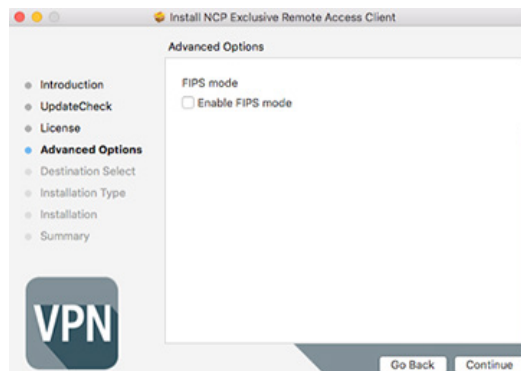 Install NCP Exclusive Remote Access Client
Advanced Options
Introduction
UpdateCheck
License
Advanced Options
Destination Select
Installation Type
Installation
Summary
FIPS mode
Enable FIPS mode
VPN
Go Back
Continue